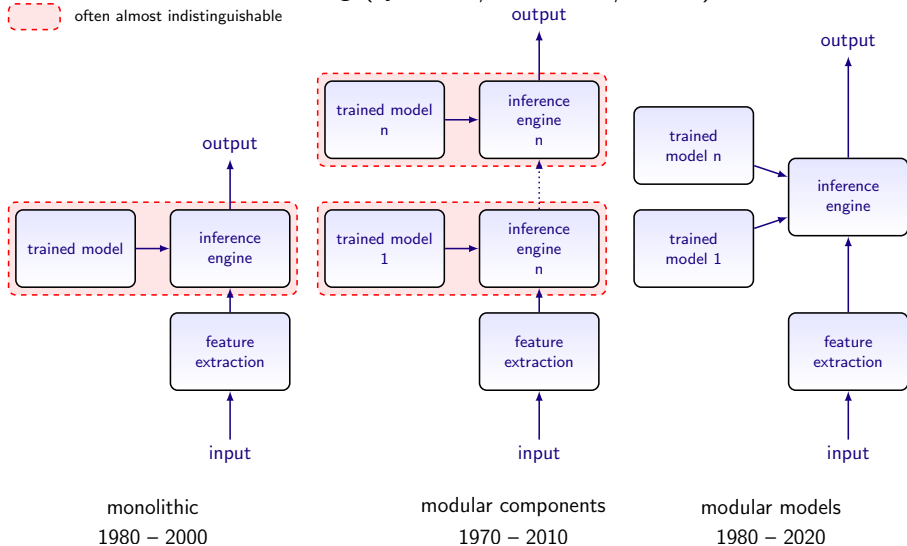 often almost indistinguishable
output
trained model
inference
engine
feature
extraction
input
monolithic
1980 – 2000
output
trained model
n
inference
engine
n
trained model
1
inference
engine
n
feature
extraction
input
modular components
1970 – 2010
output
trained
model n
inference
engine
trained
model 1
feature
extraction
input
modular models
1980 – 2020